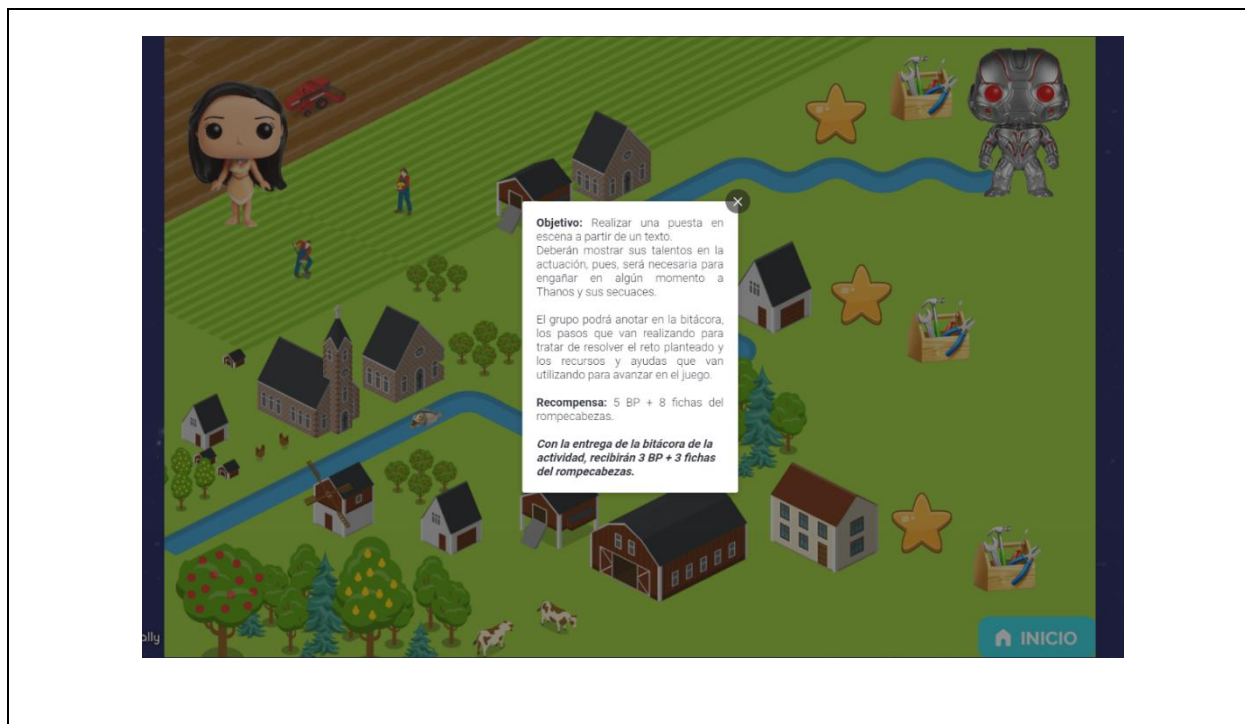 Objetivo: Realizar una puesta en
escena a partir de un texto.
Deberán mostrar sus talentos en la
actuación, pues, será necesaria para
engañar en algún momento a
Thanos y sus secuaces.
El grupo podrá anotar en la bitácora,
los pasos que van realizando para
tratar de resolver el reto planteado y
los recursos y ayudas que van
utilizando para avanzar en el juego.
Recompensa: 5 BP + 8 fichas del
rompecabezas.
Con la entrega de la bitácora de la
actividad, recibirán 3 BP + 3 fichas
del rompecabezas.
ally
INICIO